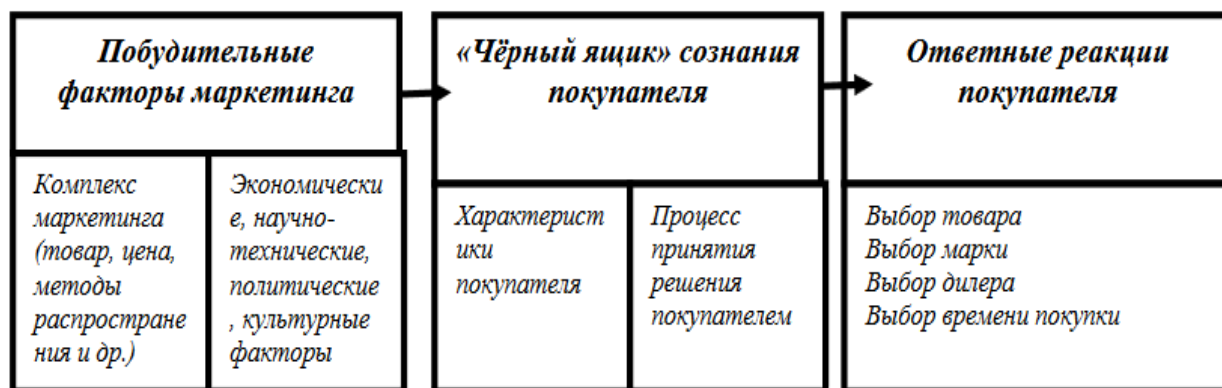 Побудительные
факторы маркетинга
«Чёрный ящик» сознания
покупателя
Ответные реакции
покупателя
Комплекс
маркетинга
(товар, цена,
методы
распростране
ния и др.)
Экономически
е, научно-
технические,
политические
, культурные
факторы
Характерист
ики
покупателя
Процесс
принятия
решения
покупателем
Выбор товара
Выбор марки
Выбор дилера
Выбор времени покупки